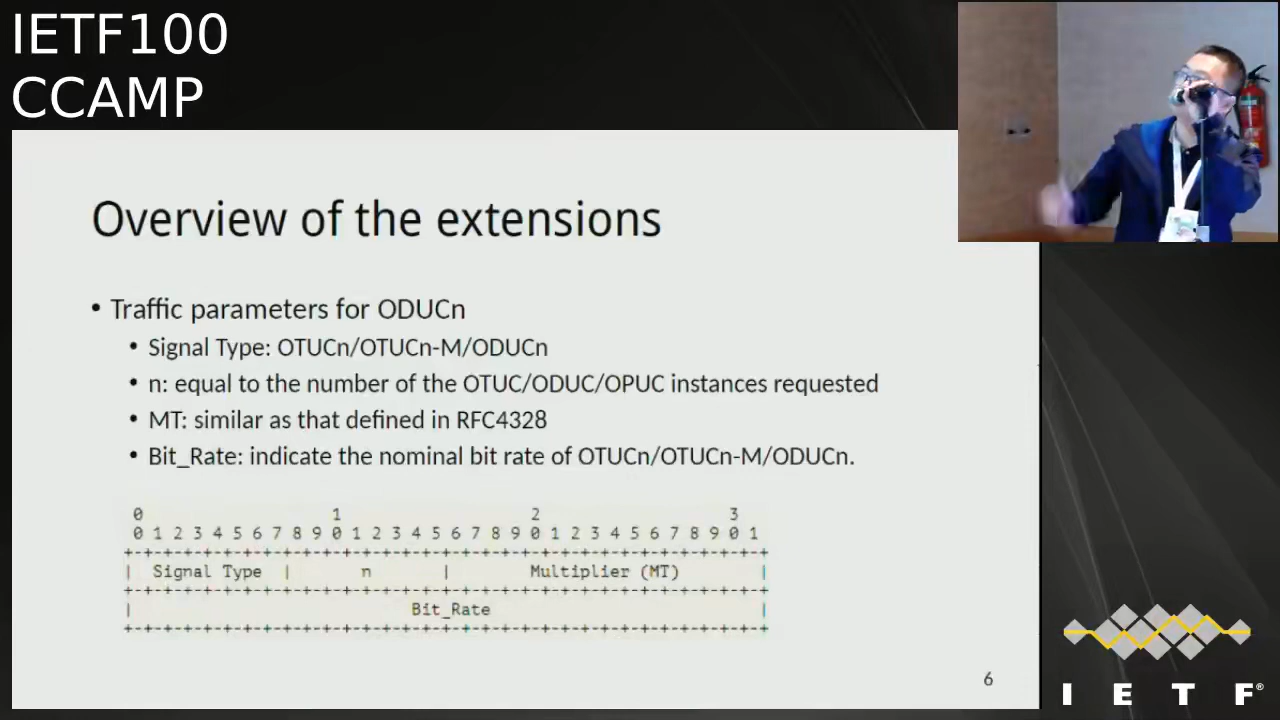 IETF100
CCAMP
Overview of the extensions
• Traffic parameters for ODUCn
• Signal Type: OTUCn/OTUCn-M/ODUCn
• n: equal to the number of the OTUC/ODUC/OPUC instances requested
• MT: similar as that defined in RFC4328
• Bit_Rate: indicate the nominal bit rate of OTUCn/OTUCn-M/ODUCn.
0 1 2 3
0 1 2 3 4 5 6 7 8 9 0 1 2 3 4 5 6 7 8 9 0 1 2 3 4 5 6 7 8 9 0 1
+-+-+-+-+-+-+-+-+-+-+-+-+-+-+-+-+-+-+-+-+-+-+-+-+-+-+-+-+-+-+-+-+
| Signal Type | n | Multiplier (MT) |
+-+-+-+-+-+-+-+-+-+-+-+-+-+-+-+-+-+-+-+-+-+-+-+-+-+-+-+-+-+-+-+-+
| Bit_Rate |
+-+-+-+-+-+-+-+-+-+-+-+-+-+-+-+-+-+-+-+-+-+-+-+-+-+-+-+-+-+-+-+-+
6
I E T F®